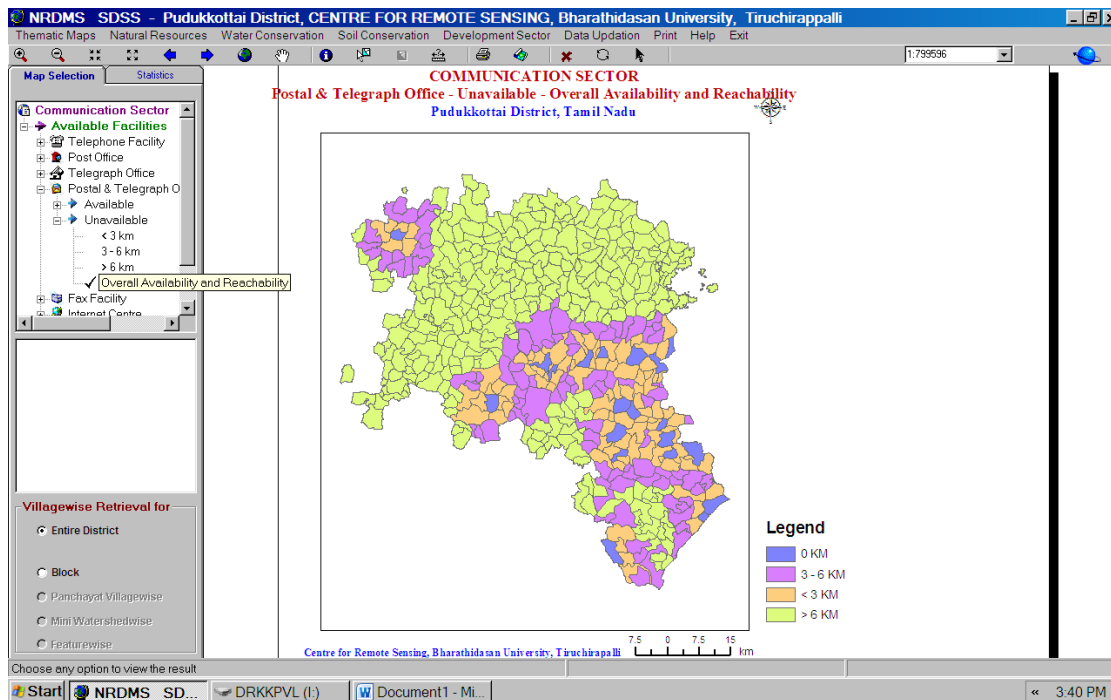 NRDMS SDSS - Pudukkottai District, CENTRE FOR REMOTE SENSING, Bharathidasan University, Tiruchirappalli
Thematic Maps Natural Resources Water Conservation Soil Conservation Development Sector Data Updation Print Help Exit
1:799596
Map Selection Statistics
Communication Sector
Available Facilities
Telephone Facility
Post Office
Telegraph Office
Postal & Telegraph O
Available
Unavailable
< 3 km
3 - 6 km
> 6 km
Overall Availability and Reachability
Fax Facility
Internet Centre
Villagewise Retrieval for
Entire District
Block
Panchayat Villagewise
Mini Watershedwise
Featurewise
COMMUNICATION SECTOR
Postal & Telegraph Office - Unavailable - Overall Availability and Reachability
Pudukkottai District, Tamil Nadu
Legend
0 KM
3 - 6 KM
< 3 KM
> 6 KM
7.5 0 7.5 15
km
Centre for Remote Sensing, Bharathidasan University, Tiruchirapalli
Choose any option to view the result
Start NRDMS SD... DRKKPVL (I:) Document1 - Mi... « 3:40 PM